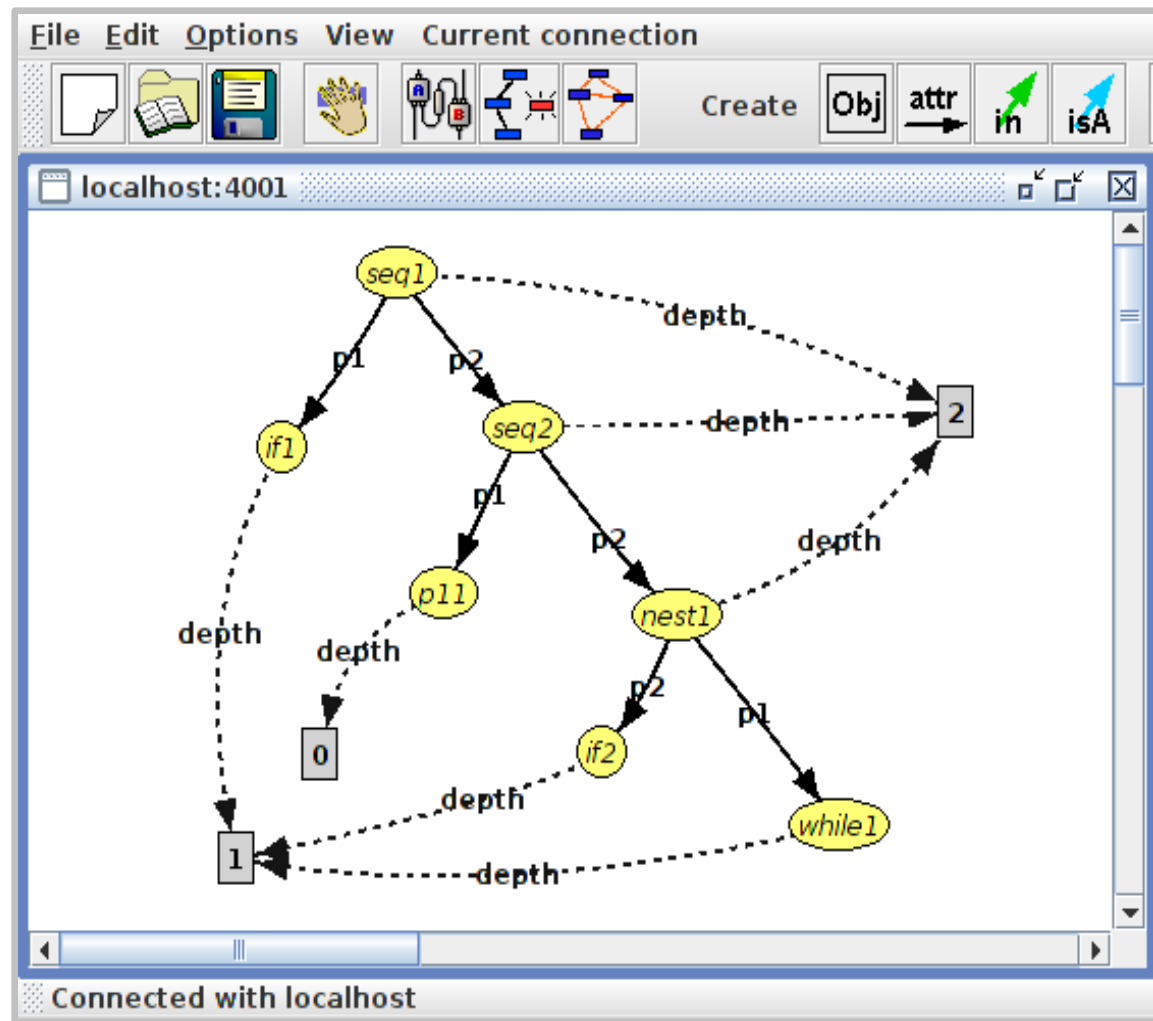 File Edit Options View Current connection
A B Create Obj attr in isA
localhost:4001
seq1
depth
p1 p2
2
seq2 depth
if1
p1
p2 depth
p11
nest1
depth depth
p2
p1
0 if2
depth
while1
1
depth
Connected with localhost